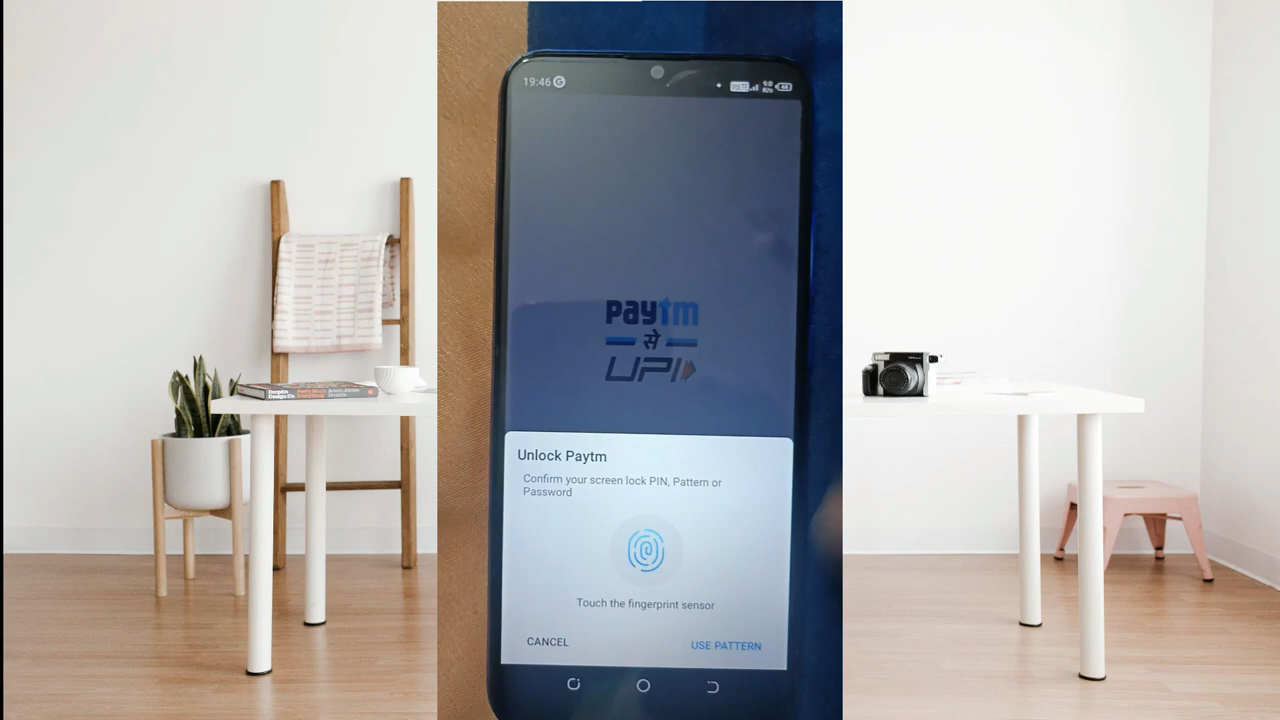 19:46
paytm
से
UPI
Unlock Paytm
Confirm your screen lock PIN, Pattern or
Password
Touch the fingerprint sensor
CANCEL
USE PATTERN